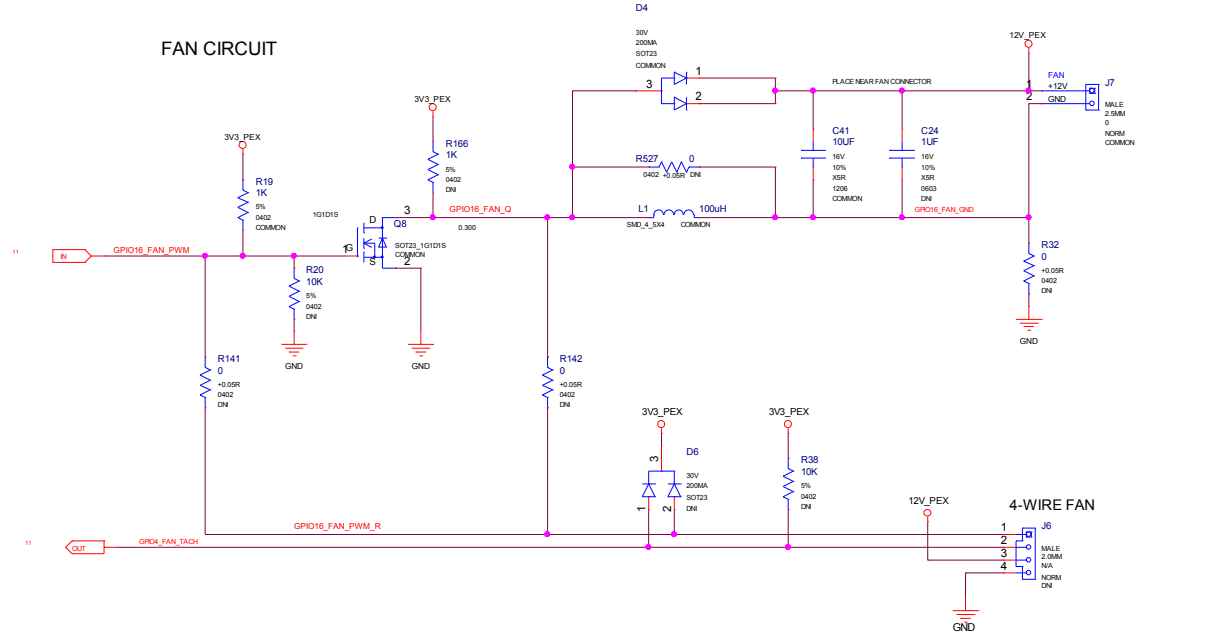 D4
30V
200MA
SOT23
COMMON
FAN CIRCUIT
12V_PEX
3
1
2
PLACE NEAR FAN CONNECTOR
1
2
FAN
+12V
GND
J7
MALE
2.5MM
0
NORM
COMMON
3V3_PEX
3V3_PEX
R166
1K
5%
0402
DNI
C41
10UF
16V
10%
X5R
1206
COMMON
C24
1UF
16V
10%
X5R
0603
DNI
R19
1K
5%
0402
COMMON
R527
0
0402
+0.05R
DNI
1G1D1S
D
3
Q8
GPIO16_FAN_Q
0.300
L1
100uH
SMD_4_5X4
COMMON
GPIO16_FAN_GND
11
IN
GPIO16_FAN_PWM
1
G
S
2
SOT23_1G1D1S
COMMON
R20
10K
5%
0402
DNI
R32
0
+0.05R
0402
DNI
GND
GND
GND
R141
0
+0.05R
0402
DNI
R142
0
+0.05R
0402
DNI
3V3_PEX
3V3_PEX
3
D6
30V
200MA
SOT23
DNI
1
2
R38
10K
5%
0402
DNI
12V_PEX
4-WIRE FAN
GPIO16_FAN_PWM_R
11
OUT
GPIO4_FAN_TACH
1
2
3
4
J6
MALE
2.0MM
N/A
NORM
DNI
GND